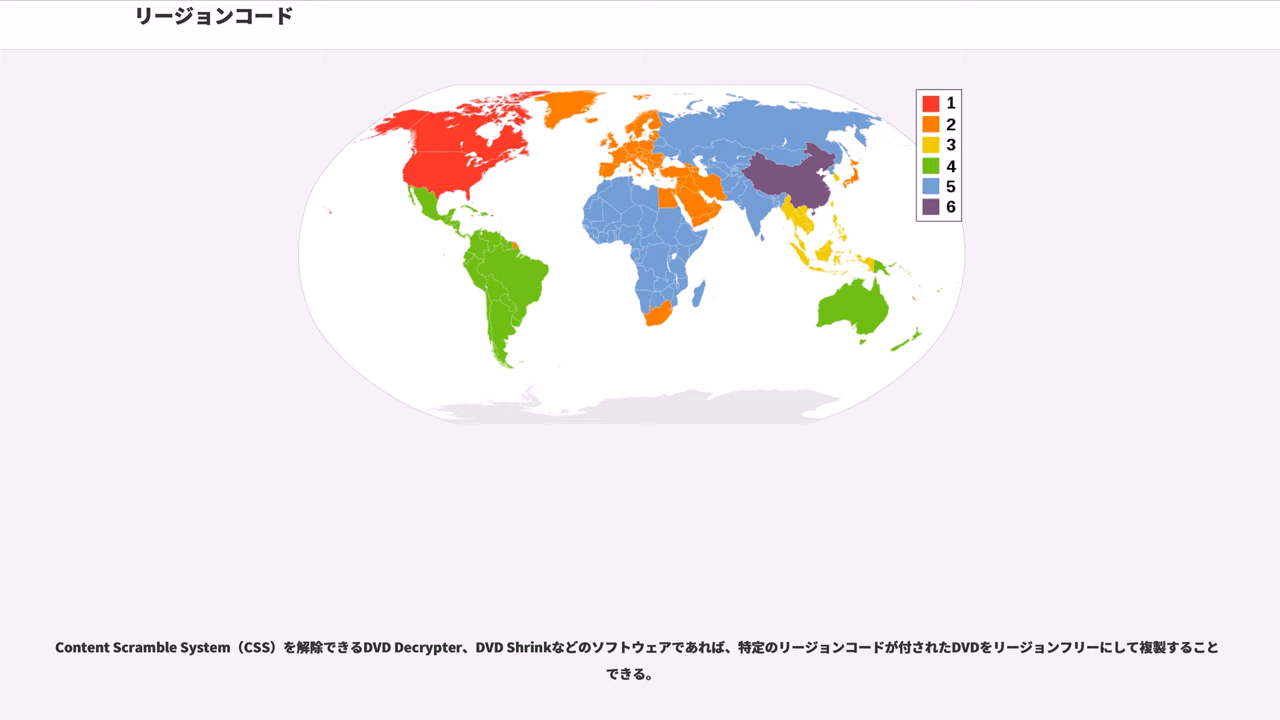 リージョンコード
1
2
3
4
5
6
Content Scramble System（CSS）を解除できるDVD Decrypter、DVD Shrinkなどのソフトウェアであれば、特定のリージョンコードが付されたDVDをリージョンフリーにして複製すること
できる。